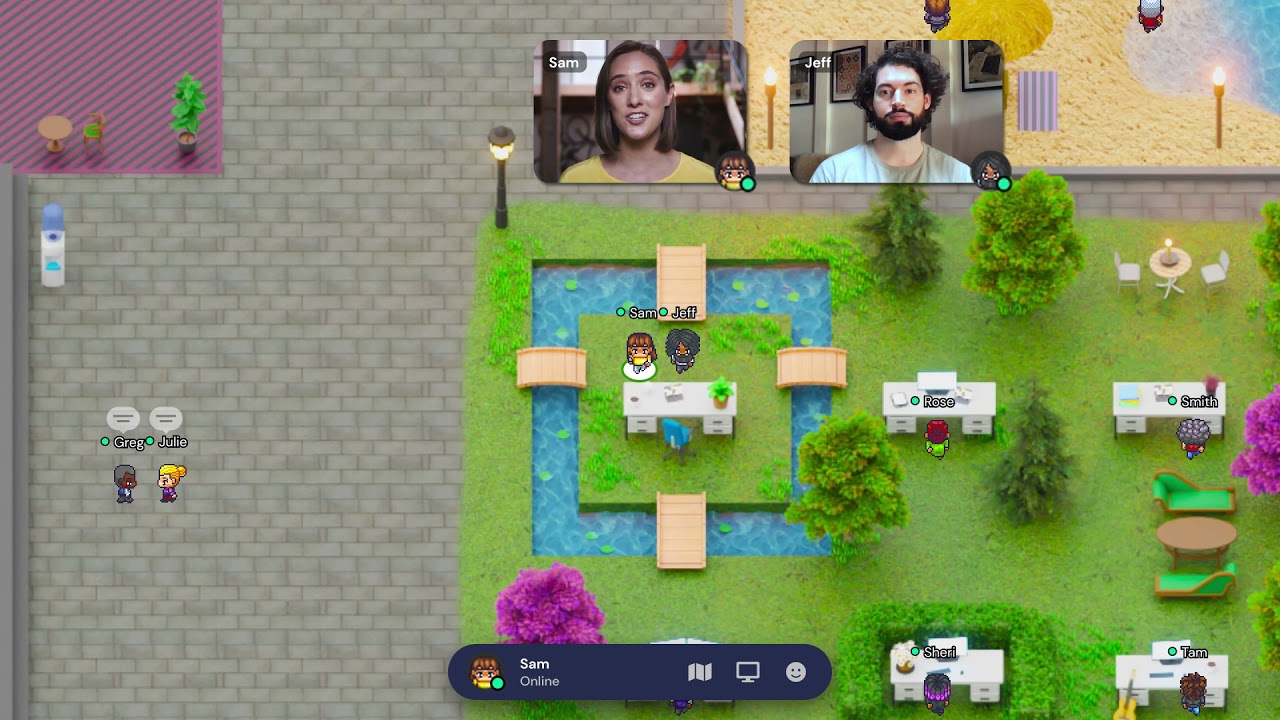 Sam
Jeff
Sam
Jeff
Rose
Smith
Greg
Julie
Sheri
Tam
Sam
Online